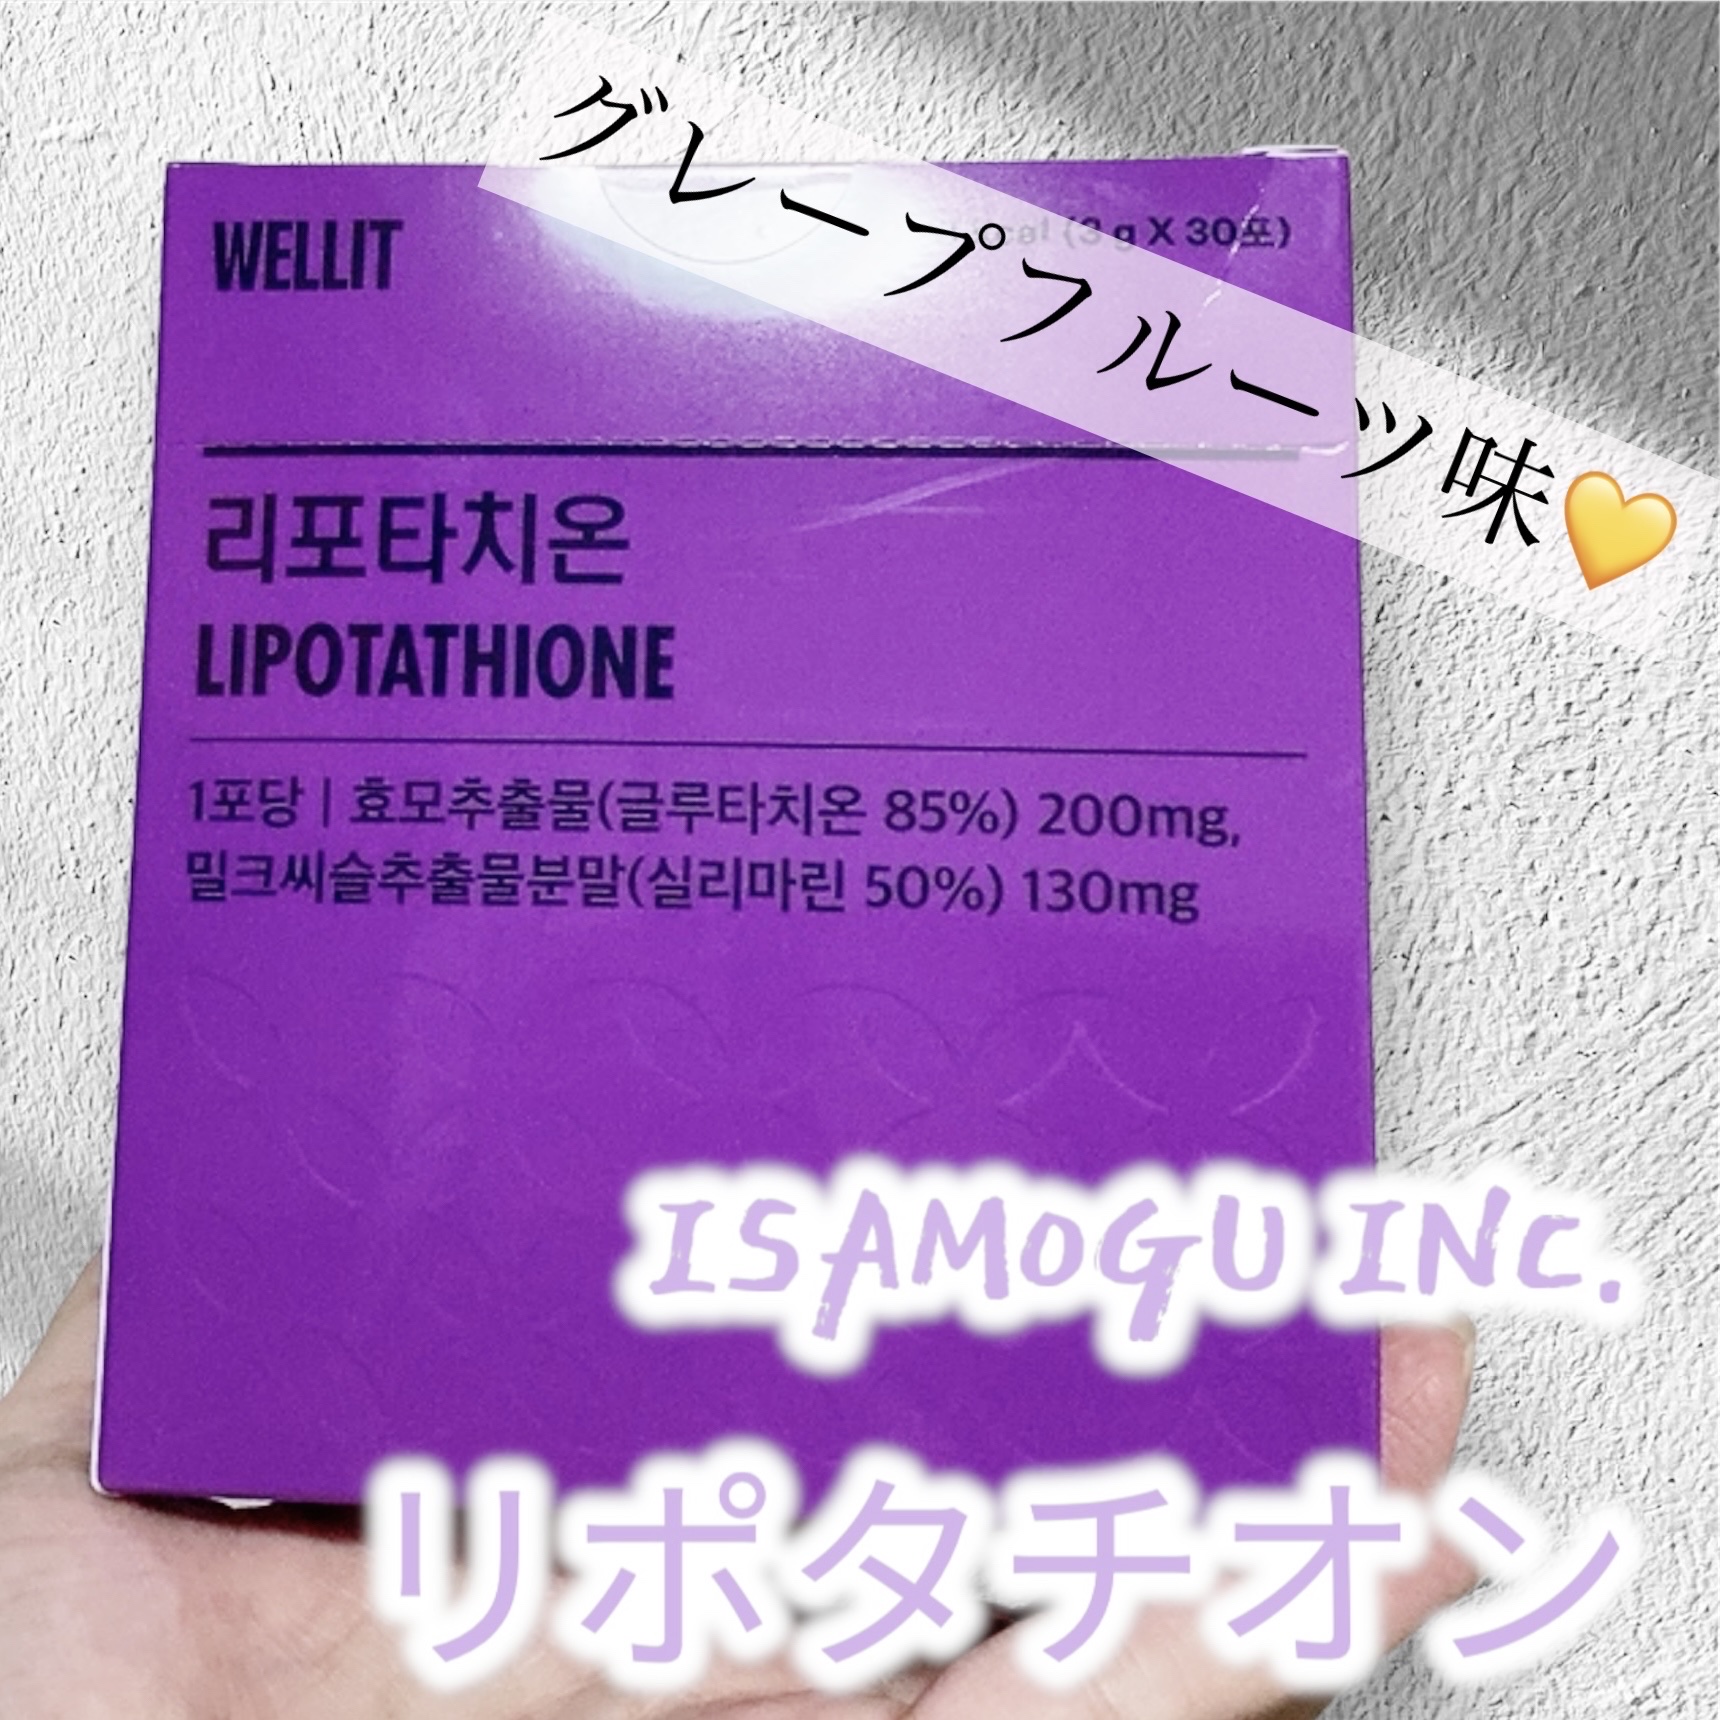 グレープフルーツ味💛
WELLIT
(3 g X 30포)
리포타치온
LIPOTATHIONE
1포당 | 효모추출물(글루타치온 85%) 200mg,
밀크씨슬추출물분말(실리마린 50%) 130mg
ISAMOGU INC.
リポタチオン